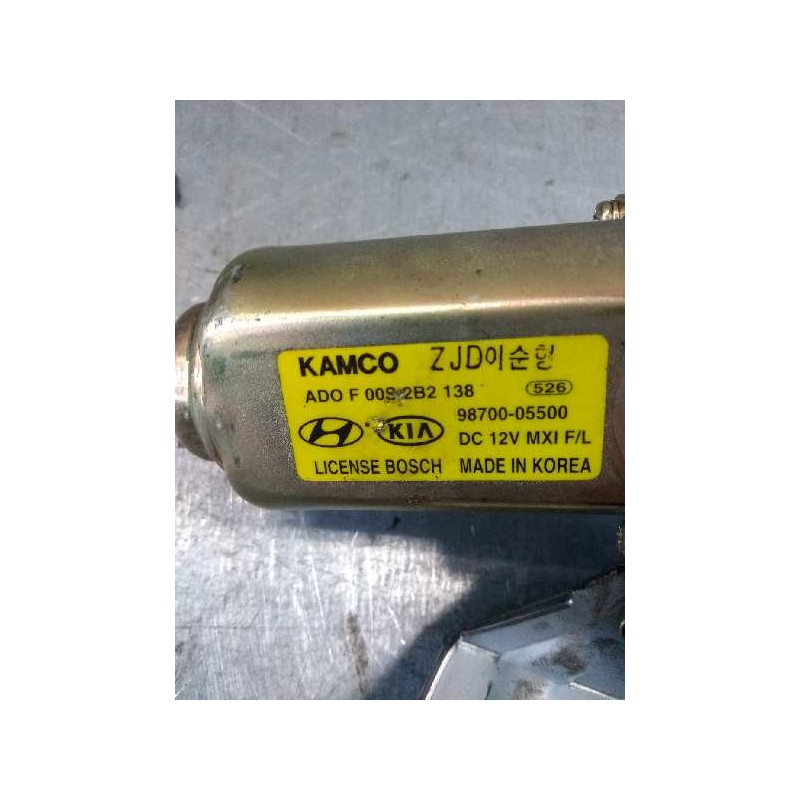 KAMCO ZJD이순형
ADO F 00S 2B2 138 526
KIA 98700-05500
DC 12V MXI F/L
LICENSE BOSCH MADE IN KOREA